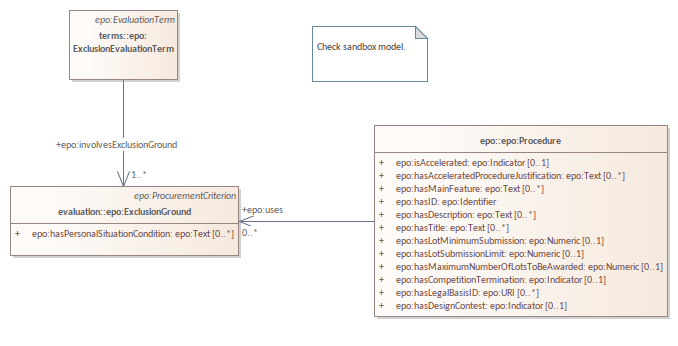 epo:EvaluationTerm
terms::epo:
ExclusionEvaluationTerm
Check sandbox model.
+epo:involvesExclusionGround
1..*
epo:ProcurementCriterion
evaluation::epo:ExclusionGround
+ epo:hasPersonalSituationCondition: epo:Text [0..*]
+epo:uses
0..*
epo::epo:Procedure
+ epo:isAccelerated: epo:Indicator [0..1]
+ epo:hasAcceleratedProcedureJustification: epo:Text [0..*]
+ epo:hasMainFeature: epo:Text [0..*]
+ epo:hasID: epo:Identifier
+ epo:hasDescription: epo:Text [0..*]
+ epo:hasTitle: epo:Text [0..*]
+ epo:hasLotMinimumSubmission: epo:Numeric [0..1]
+ epo:hasLotSubmissionLimit: epo:Numeric [0..1]
+ epo:hasMaximumNumberOfLotsToBeAwarded: epo:Numeric [0..1]
+ epo:hasCompetitionTermination: epo:Indicator [0..1]
+ epo:hasLegalBasisID: epo:URI [0..*]
+ epo:hasDesignContest: epo:Indicator [0..1]